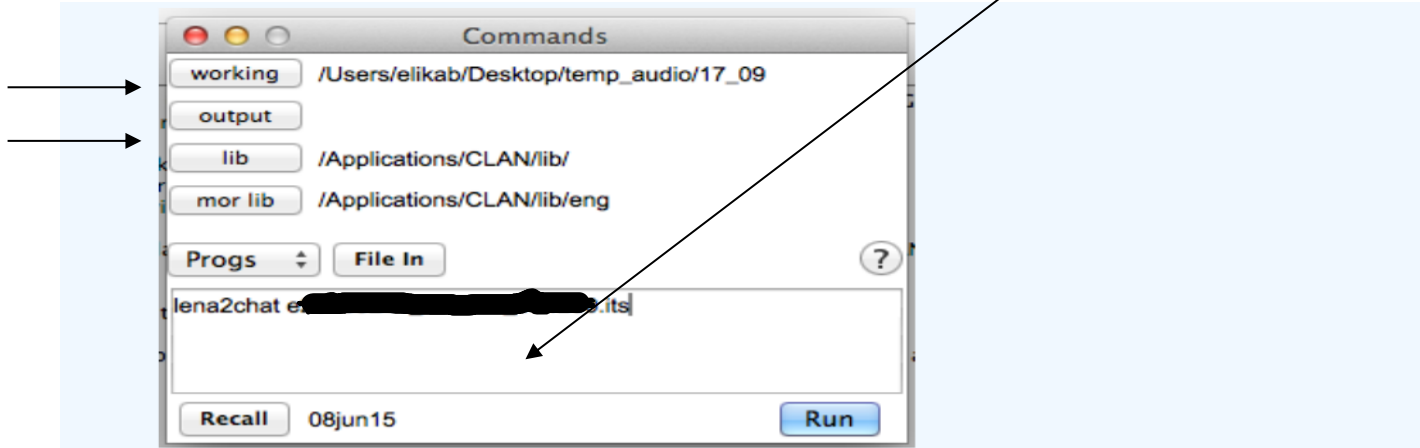 Commands
working /Users/elikab/Desktop/temp_audio/17_09
output
lib /Applications/CLAN/lib/
mor lib /Applications/CLAN/lib/eng
Progs File In ?
lena2chat e .its
Recall 08jun15 Run